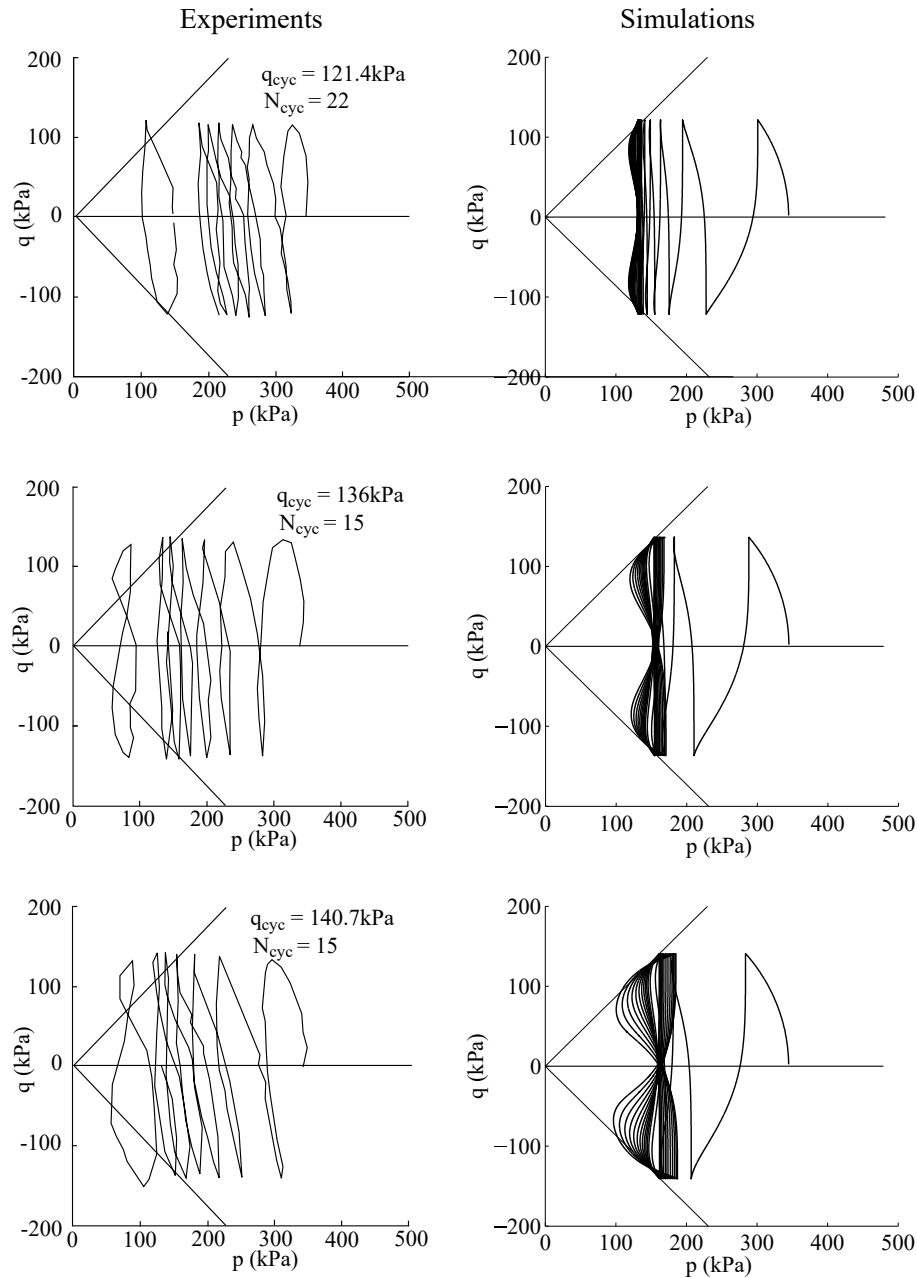 Experiments
Simulations
200
100
0
-100
-200
q (kPa)
q_cyc = 121.4kPa
N_cyc = 22
0 100 200 300 400 500
p (kPa)
200
100
0
−100
−200
q (kPa)
0 100 200 300 400 500
p (kPa)
200
100
0
-100
-200
q (kPa)
q_cyc = 136kPa
N_cyc = 15
0 100 200 300 400 500
p (kPa)
200
100
0
−100
−200
q (kPa)
0 100 200 300 400 500
p (kPa)
200
100
0
-100
-200
q (kPa)
q_cyc = 140.7kPa
N_cyc = 15
0 100 200 300 400 500
p (kPa)
200
100
0
−100
−200
q (kPa)
0 100 200 300 400 500
p (kPa)